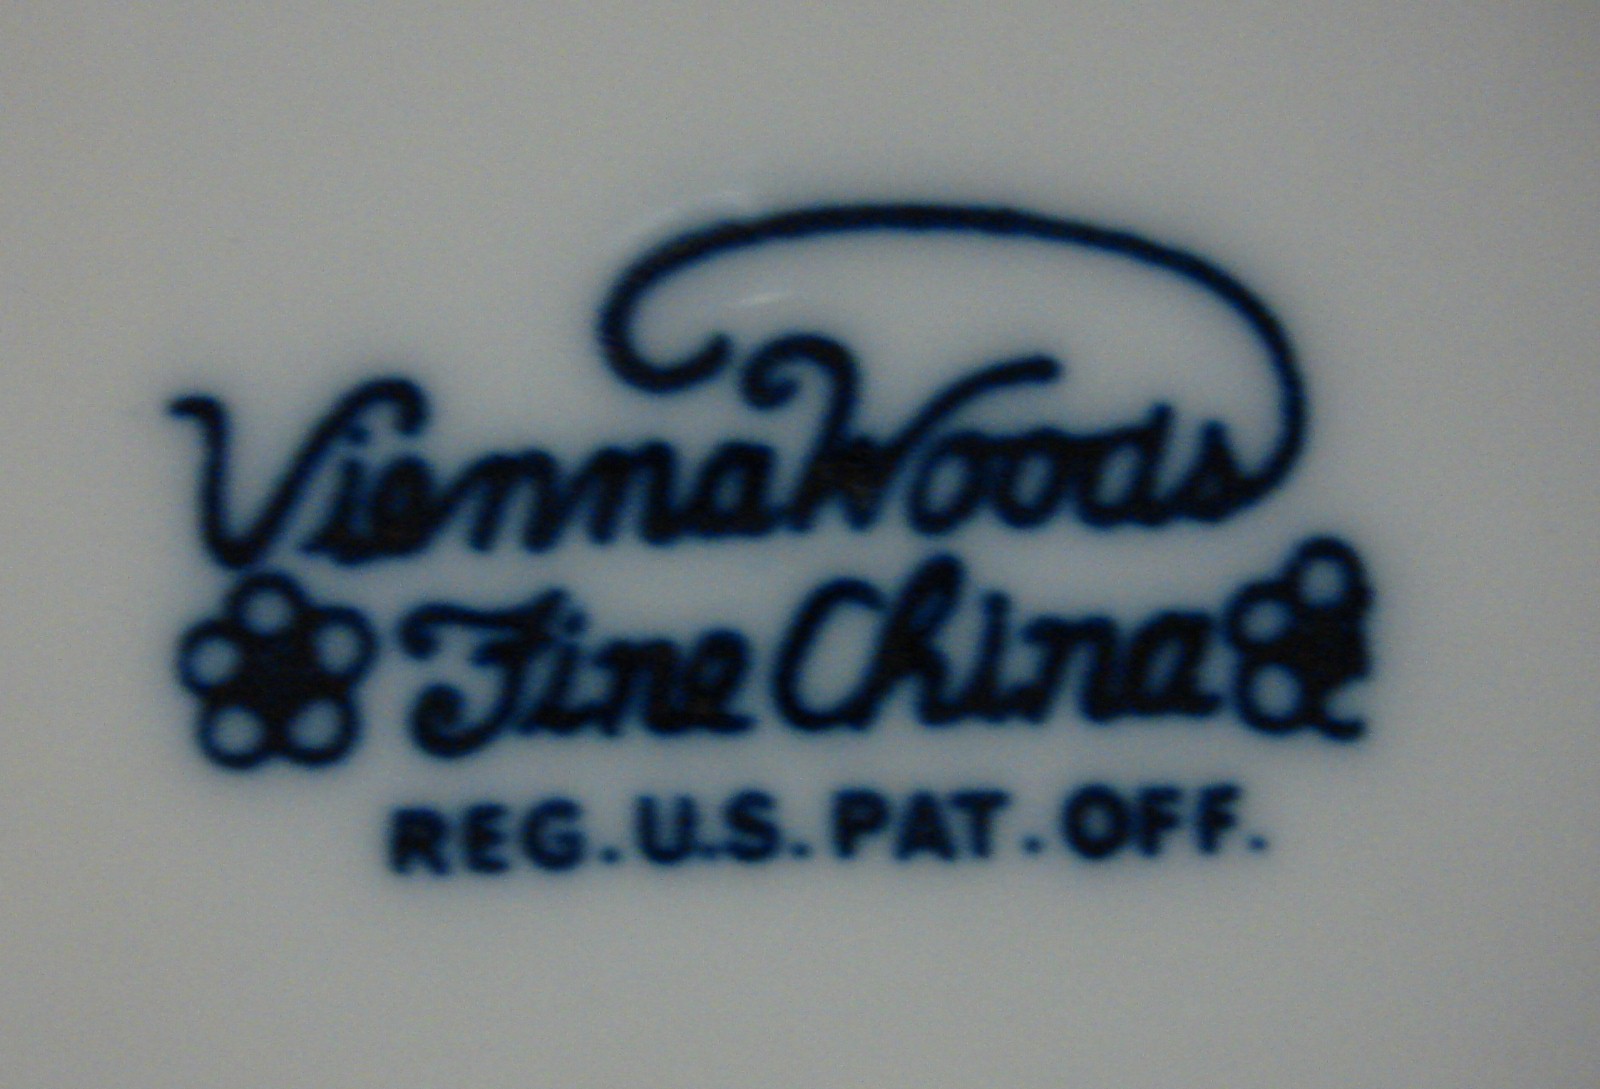 Vienna Woods
Fine China
REG. U.S. PAT. OFF.